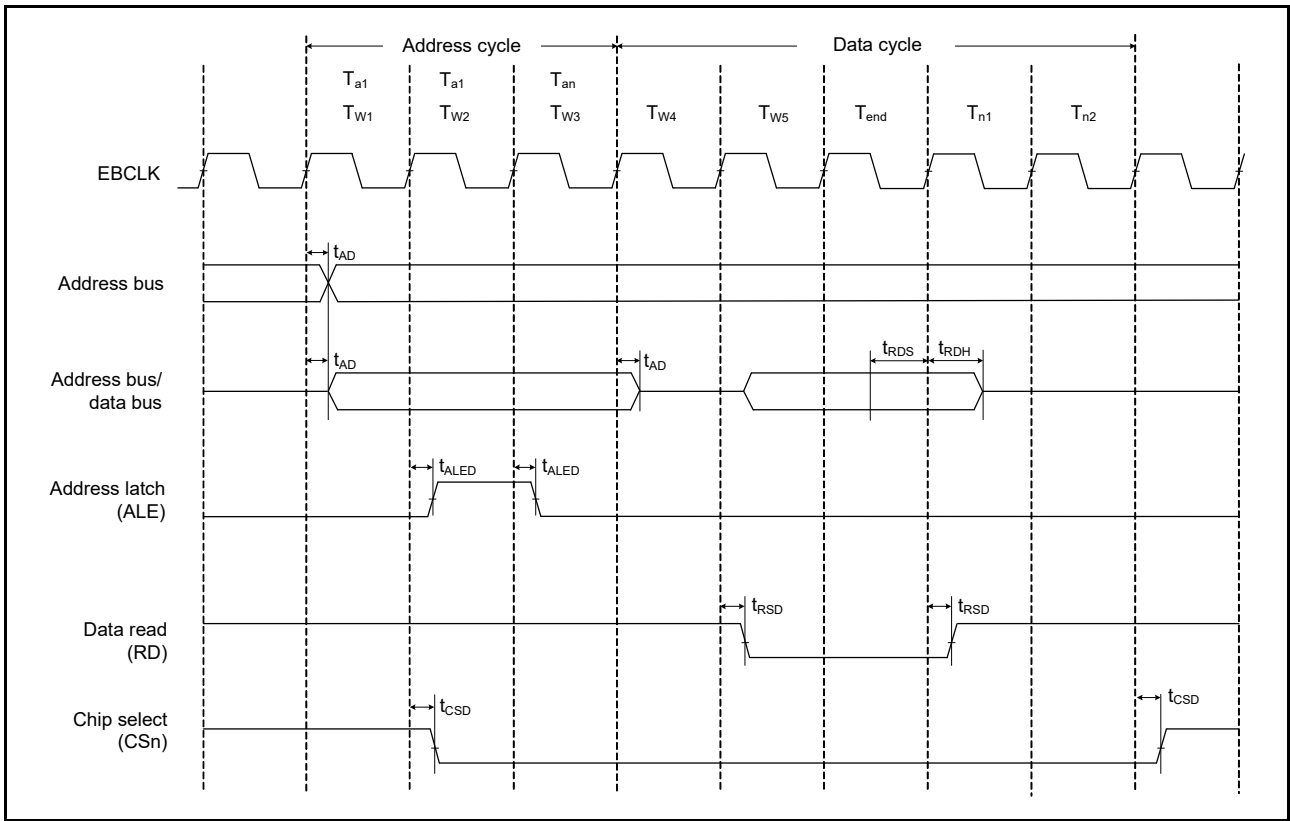 Address cycle Data cycle
Ta1 Ta1 Tan
TW1 TW2 TW3 TW4 TW5 Tend Tn1 Tn2
EBCLK
tAD
Address bus
tRDS tRDH
tAD tAD
Address bus/
data bus
tALED tALED
Address latch
(ALE)
tRSD tRSD
Data read
(RD)
tCSD tCSD
Chip select
(CSn)